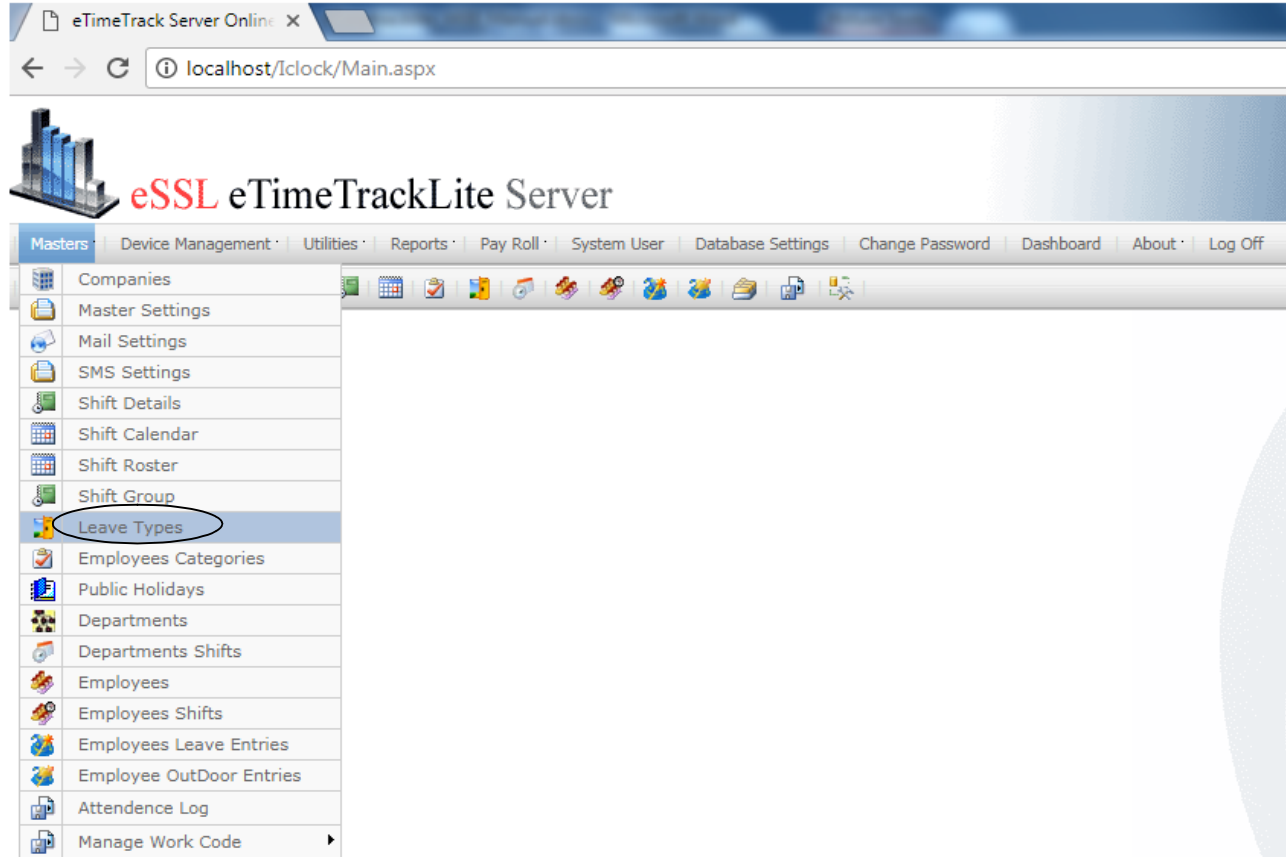 eTimeTrack Server Online
localhost/Iclock/Main.aspx
eSSL eTimeTrackLite Server
Masters Device Management Utilities Reports Pay Roll System User Database Settings Change Password Dashboard About Log Off
Companies
Master Settings
Mail Settings
SMS Settings
Shift Details
Shift Calendar
Shift Roster
Shift Group
Leave Types
Employees Categories
Public Holidays
Departments
Departments Shifts
Employees
Employees Shifts
Employees Leave Entries
Employee OutDoor Entries
Attendence Log
Manage Work Code